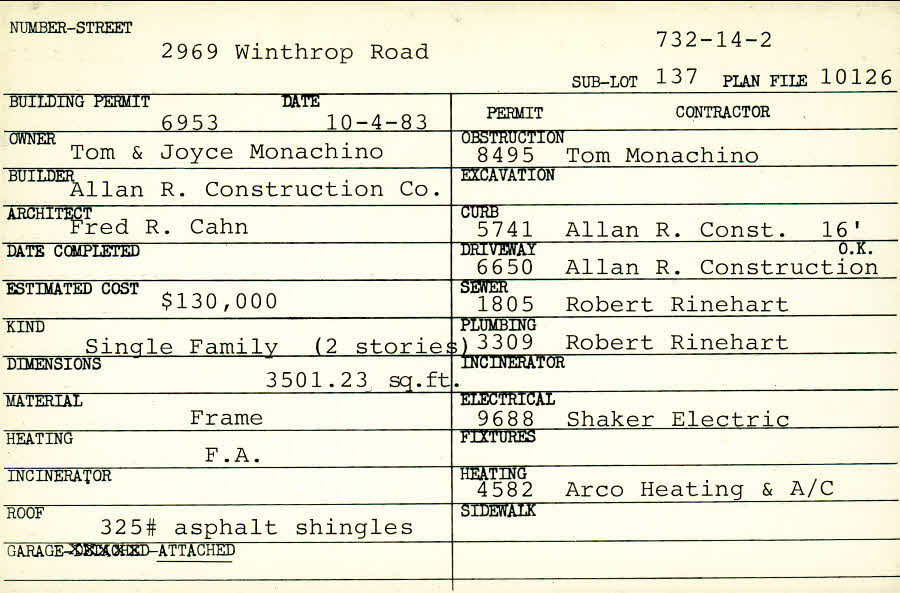 NUMBER-STREET
2969 Winthrop Road
732-14-2
SUB-LOT 137 PLAN FILE 10126
BUILDING PERMIT DATE
6953 10-4-83
OWNER
Tom & Joyce Monachino
BUILDER
Allan R. Construction Co.
ARCHITECT
Fred R. Cahn
DATE COMPLETED
ESTIMATED COST
$130,000
KIND
Single Family (2 stories)
DIMENSIONS
3501.23 sq.ft.
MATERIAL
Frame
HEATING
F.A.
INCINERATOR
ROOF
325# asphalt shingles
GARAGE-DETACHED-ATTACHED
PERMIT CONTRACTOR
OBSTRUCTION
8495 Tom Monachino
EXCAVATION
CURB
5741 Allan R. Const. 16'
DRIVEWAY O.K.
6650 Allan R. Construction
SEWER
1805 Robert Rinehart
PLUMBING
3309 Robert Rinehart
INCINERATOR
ELECTRICAL
9688 Shaker Electric
FIXTURES
HEATING
4582 Arco Heating & A/C
SIDEWALK